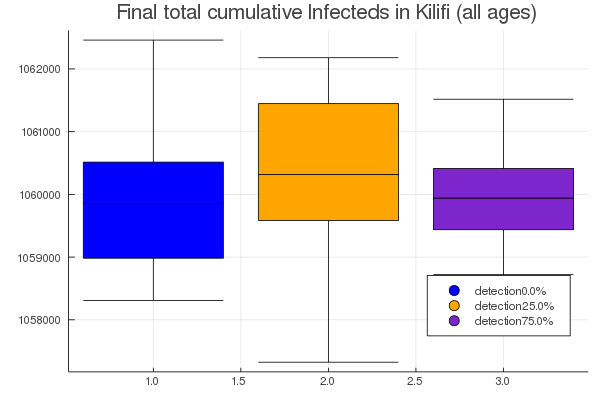 Final total cumulative Infecteds in Kilifi (all ages)
1062000
1061000
1060000
1059000
1058000
detection0.0%
detection25.0%
detection75.0%
1.0 1.5 2.0 2.5 3.0